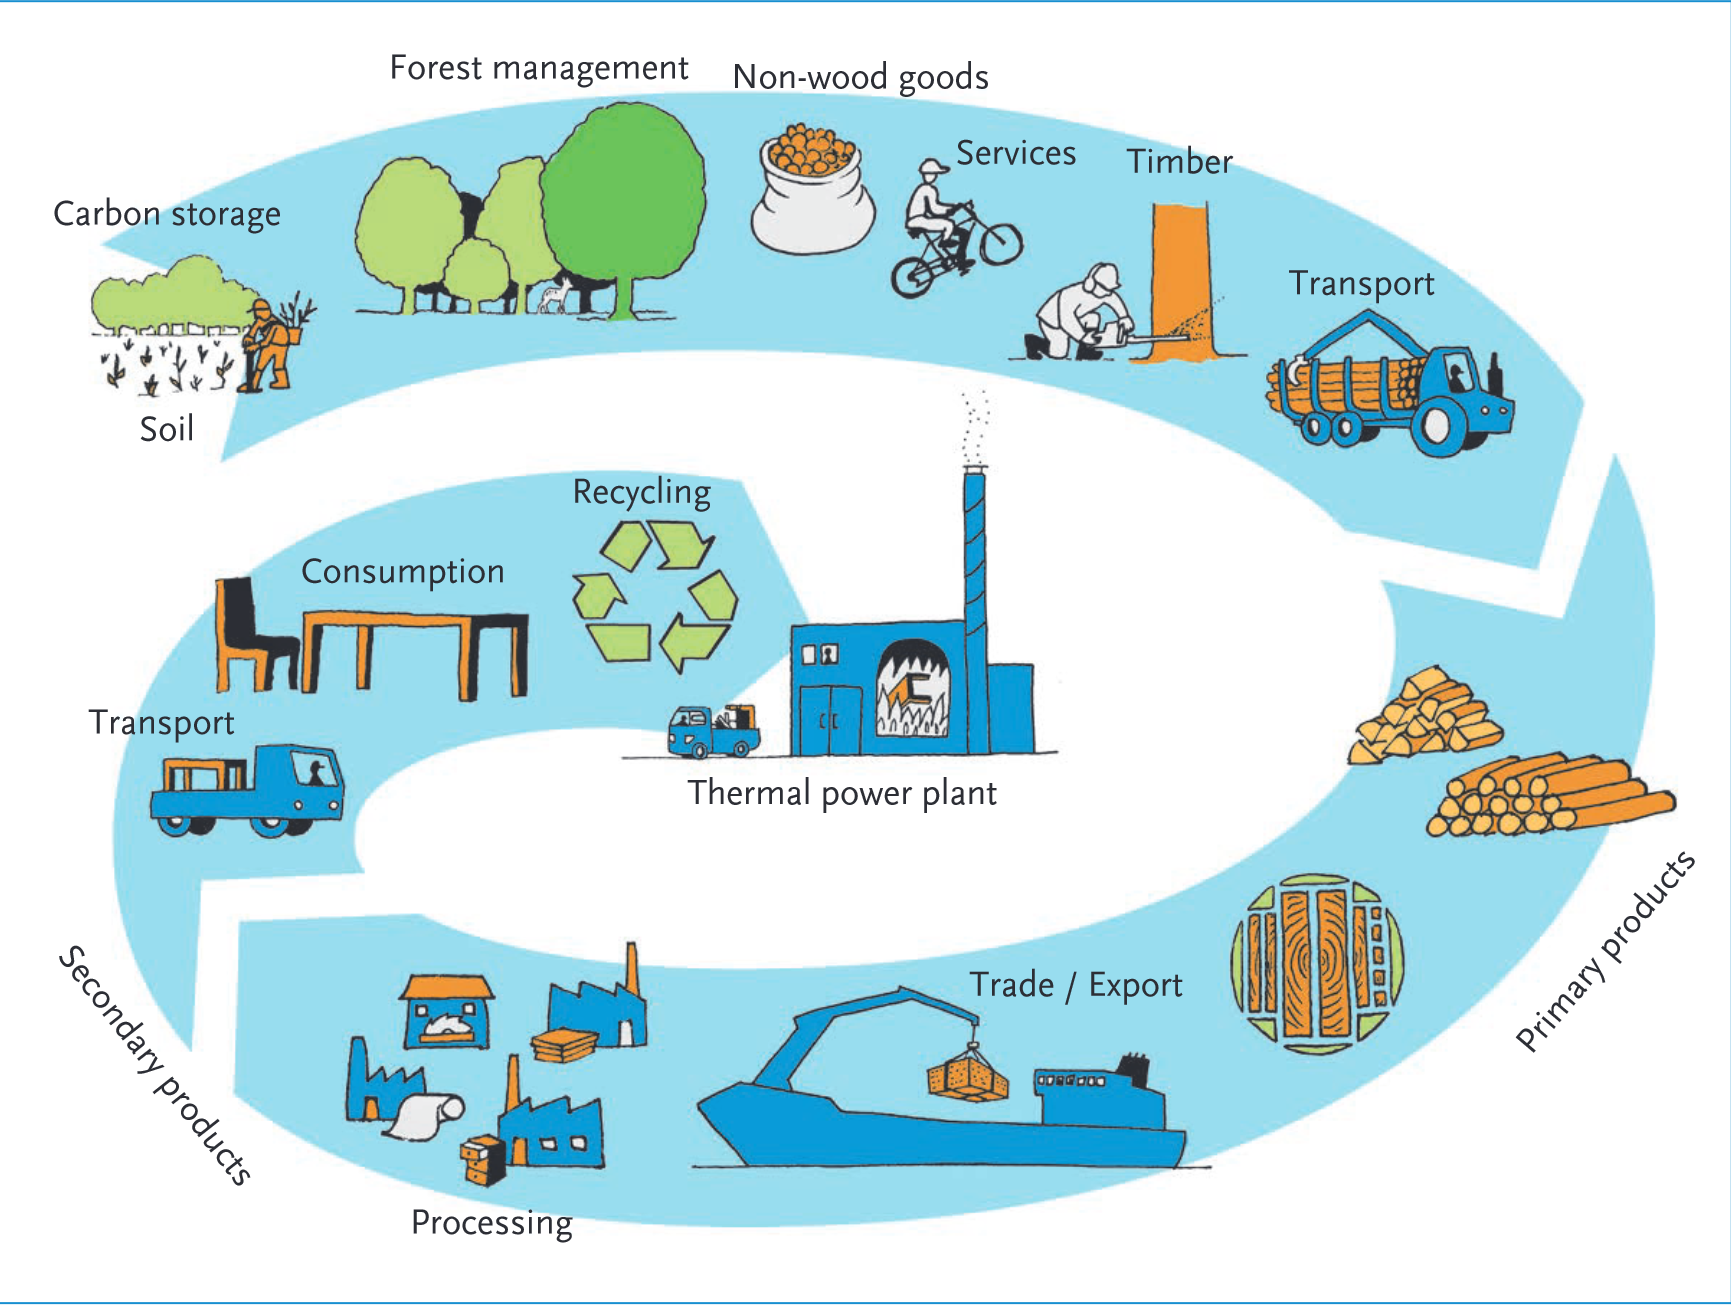 Forest management
Non-wood goods
Services
Timber
Carbon storage
Transport
Soil
Recycling
Consumption
Transport
Thermal power plant
Primary products
Trade / Export
Secondary products
Processing